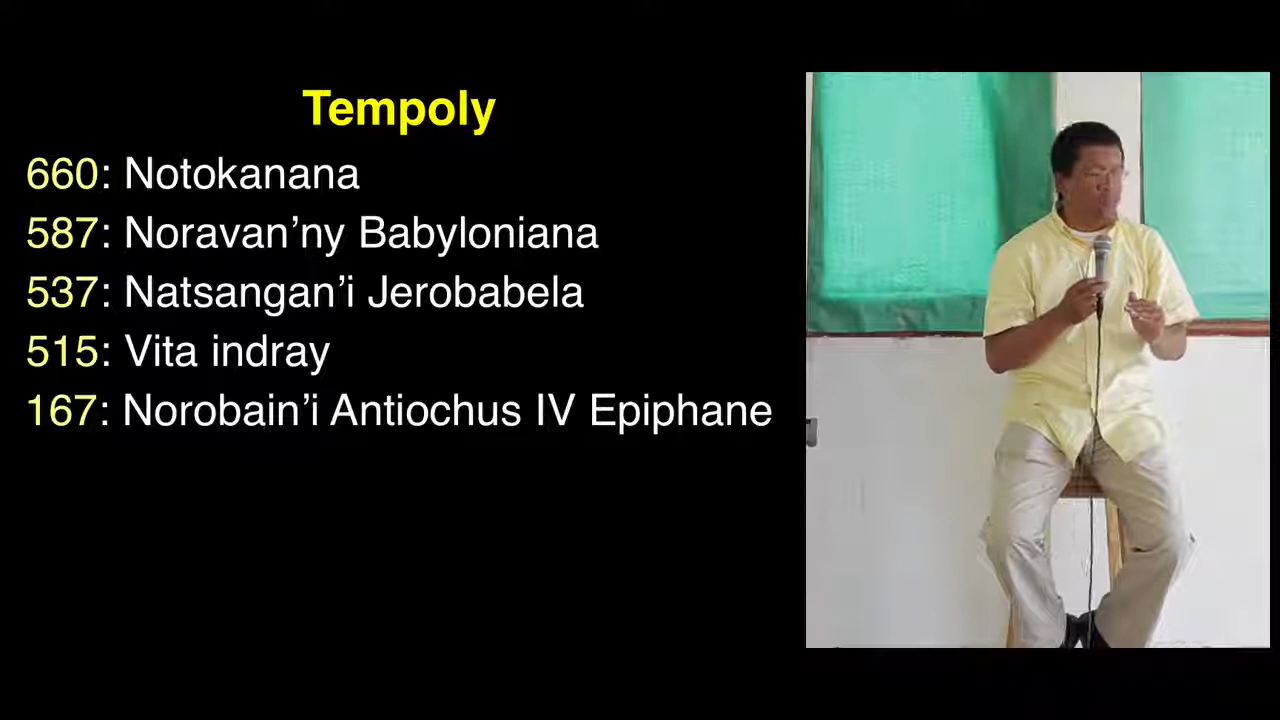 Tempoly
660: Notokanana
587: Noravan’ny Babyloniana
537: Natsangan’i Jerobabela
515: Vita indray
167: Norobain’i Antiochus IV Epiphane